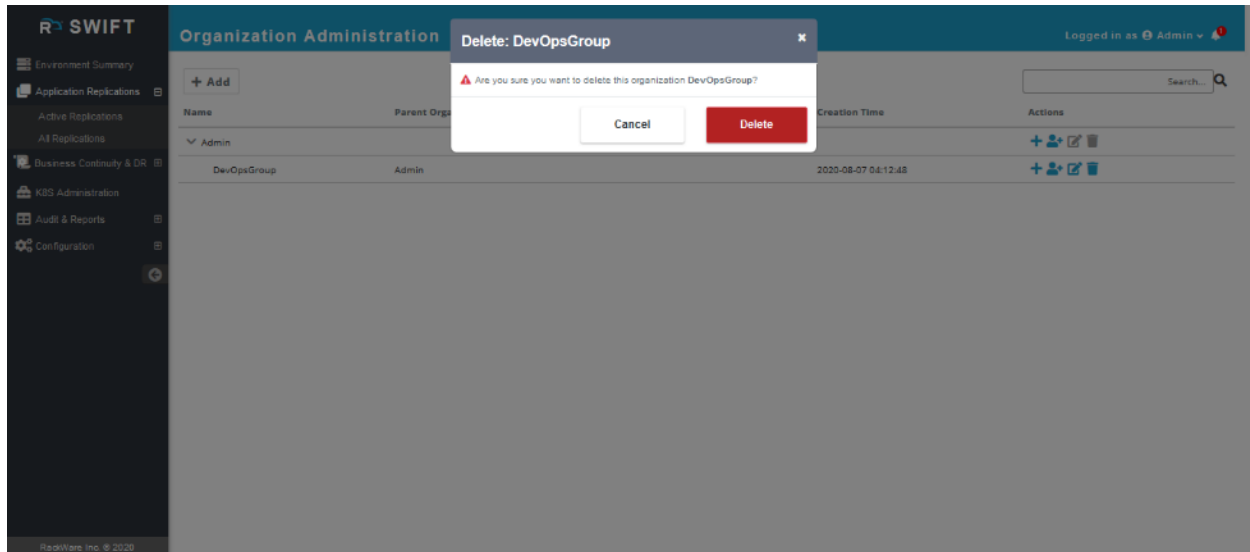 R SWIFT
Organization Administration
Logged in as Admin
1
Environment Summary
Application Replications
Active Replications
All Replications
Business Continuity & DR
K8S Administration
Audit & Reports
Configuration
RackWare Inc. © 2020
+ Add
Search...
Name Parent Orga Creation Time Actions
Admin
DevOpsGroup Admin 2020-08-07 04:12:48
Delete: DevOpsGroup
Are you sure you want to delete this organization DevOpsGroup?
Cancel Delete